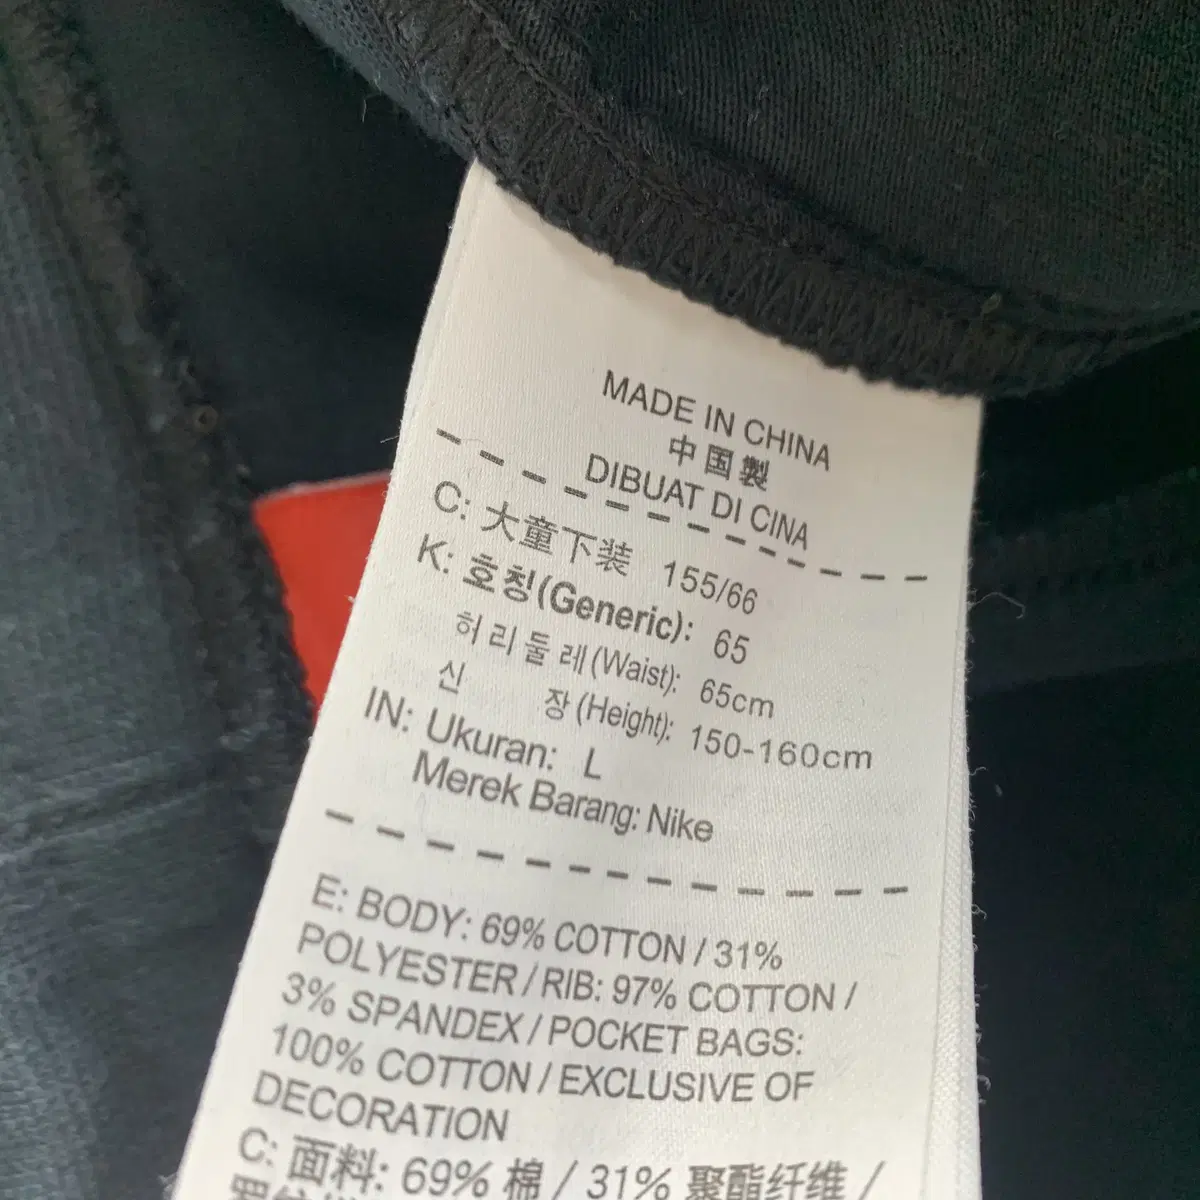 MADE IN CHINA
中国製
DIBUAT DI CINA
C: 大童下装 155/66
K: 호칭(Generic): 65
허리둘레(Waist): 65cm
신 장(Height): 150-160cm
IN: Ukuran: L
Merek Barang: Nike
E: BODY: 69% COTTON / 31%
POLYESTER / RIB: 97% COTTON /
3% SPANDEX / POCKET BAGS:
100% COTTON / EXCLUSIVE OF
DECORATION
C: 面料: 69% 棉 / 31% 聚酯纤维 /